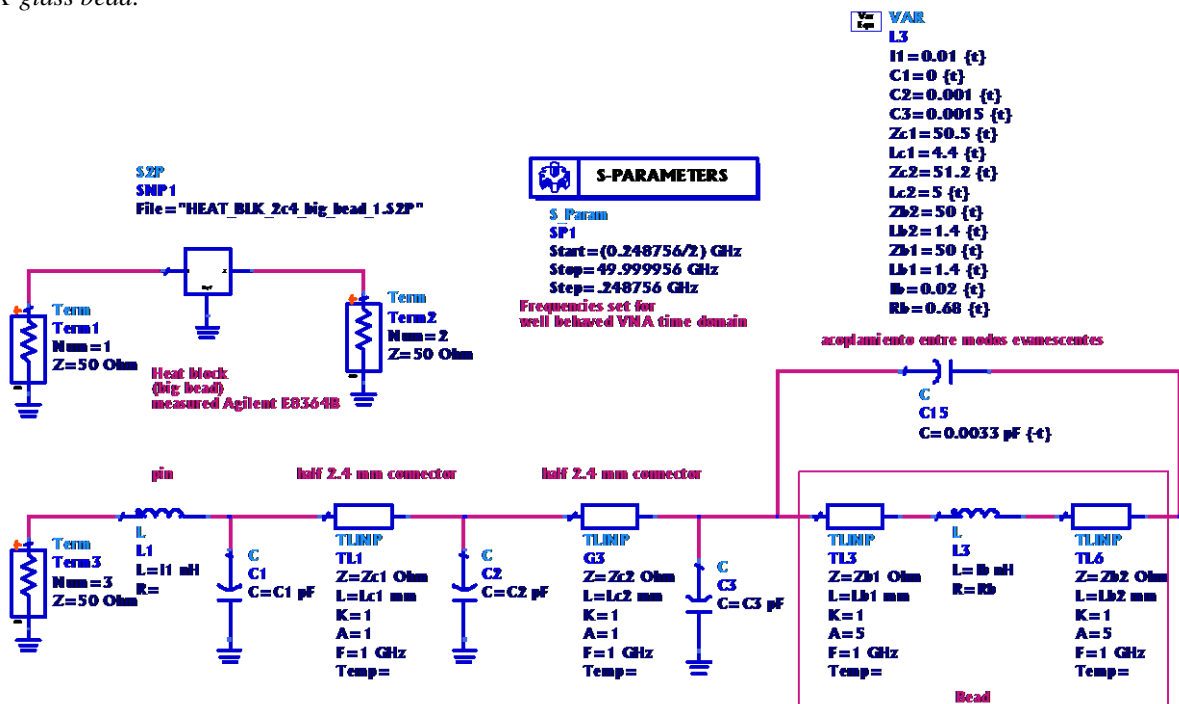 K glass bead.
Var
Eqn
VAR
L3
l1=0.01 {t}
C1=0 {t}
C2=0.001 {t}
C3=0.0015 {t}
Zc1=50.5 {t}
Lc1=4.4 {t}
Zc2=51.2 {t}
Lc2=5 {t}
Zb2=50 {t}
Lb2=1.4 {t}
Zb1=50 {t}
Lb1=1.4 {t}
lb=0.02 {t}
Rb=0.68 {t}
S2P
SNP1
File="HEAT_BLK_2c4_big_bead_1.S2P"
Ref
Term
Term1
Num=1
Z=50 Ohm
Term
Term2
Num=2
Z=50 Ohm
Heat block
(big bead)
measured Agilent E8364B
S-PARAMETERS
S_Param
SP1
Start=(0.248756/2) GHz
Stop=49.999956 GHz
Step=.248756 GHz
Frequencies set for
well behaved VNA time domain
acoplamiento entre modos evanescentes
C
C15
C=0.0033 pF {-t}
pin
half 2.4 mm connector
half 2.4 mm connector
Term
Term3
Num=3
Z=50 Ohm
L
L1
L=l1 nH
R=
C
C1
C=C1 pF
TLINP
TL1
Z=Zc1 Ohm
L=Lc1 mm
K=1
A=1
F=1 GHz
Temp=
C
C2
C=C2 pF
TLINP
G3
Z=Zc2 Ohm
L=Lc2 mm
K=1
A=1
F=1 GHz
Temp=
C
C3
C=C3 pF
TLINP
TL3
Z=Zb1 Ohm
L=Lb1 mm
K=1
A=5
F=1 GHz
Temp=
L
L3
L=lb nH
R=Rb
TLINP
TL6
Z=Zb2 Ohm
L=Lb2 mm
K=1
A=5
F=1 GHz
Temp=
Bead